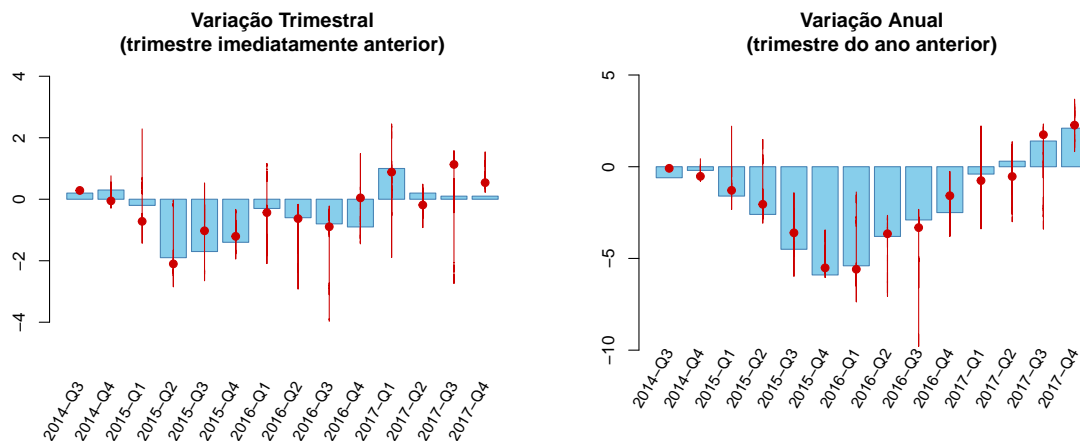 Variação Trimestral
(trimestre imediatamente anterior)
4
2
0
−2
−4
2014−Q3
2014−Q4
2015−Q1
2015−Q2
2015−Q3
2015−Q4
2016−Q1
2016−Q2
2016−Q3
2016−Q4
2017−Q1
2017−Q2
2017−Q3
2017−Q4
Variação Anual
(trimestre do ano anterior)
5
0
−5
−10
2014−Q3
2014−Q4
2015−Q1
2015−Q2
2015−Q3
2015−Q4
2016−Q1
2016−Q2
2016−Q3
2016−Q4
2017−Q1
2017−Q2
2017−Q3
2017−Q4